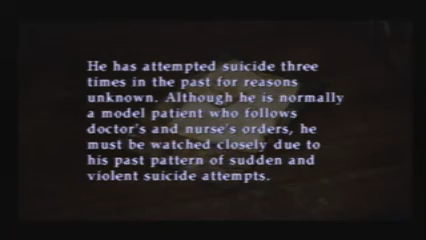 He has attempted suicide three
times in the past for reasons
unknown. Although he is normally
a model patient who follows
doctor's and nurse's orders, he
must be watched closely due to
his past pattern of sudden and
violent suicide attempts.